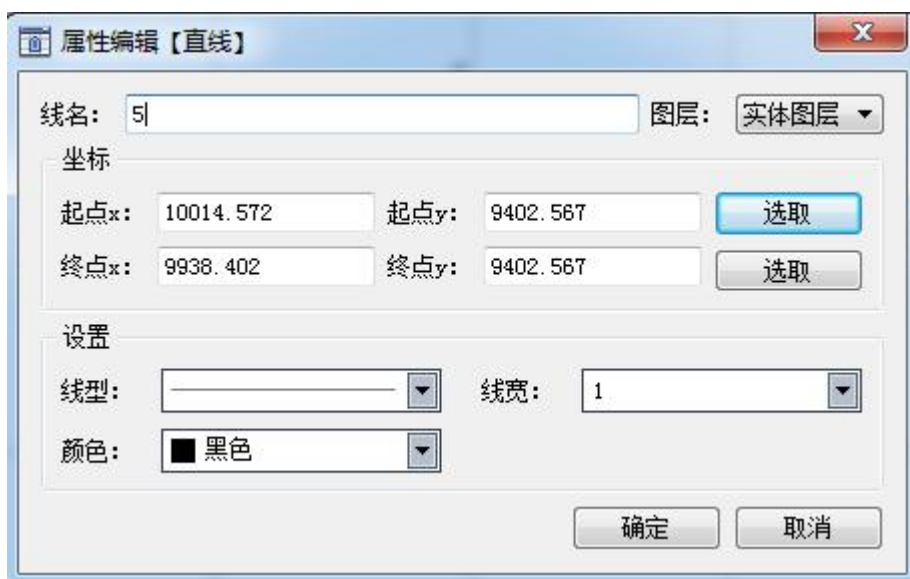 属性编辑【直线】
线名： 5 图层： 实体图层
坐标
起点x： 10014.572 起点y： 9402.567 选取
终点x： 9938.402 终点y： 9402.567 选取
设置
线型： 线宽： 1
颜色： 黑色
确定 取消